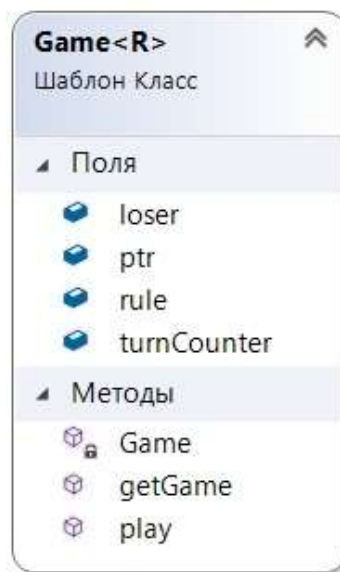 Game<R>
Шаблон Класс
Поля
loser
ptr
rule
turnCounter
Методы
Game
getGame
play